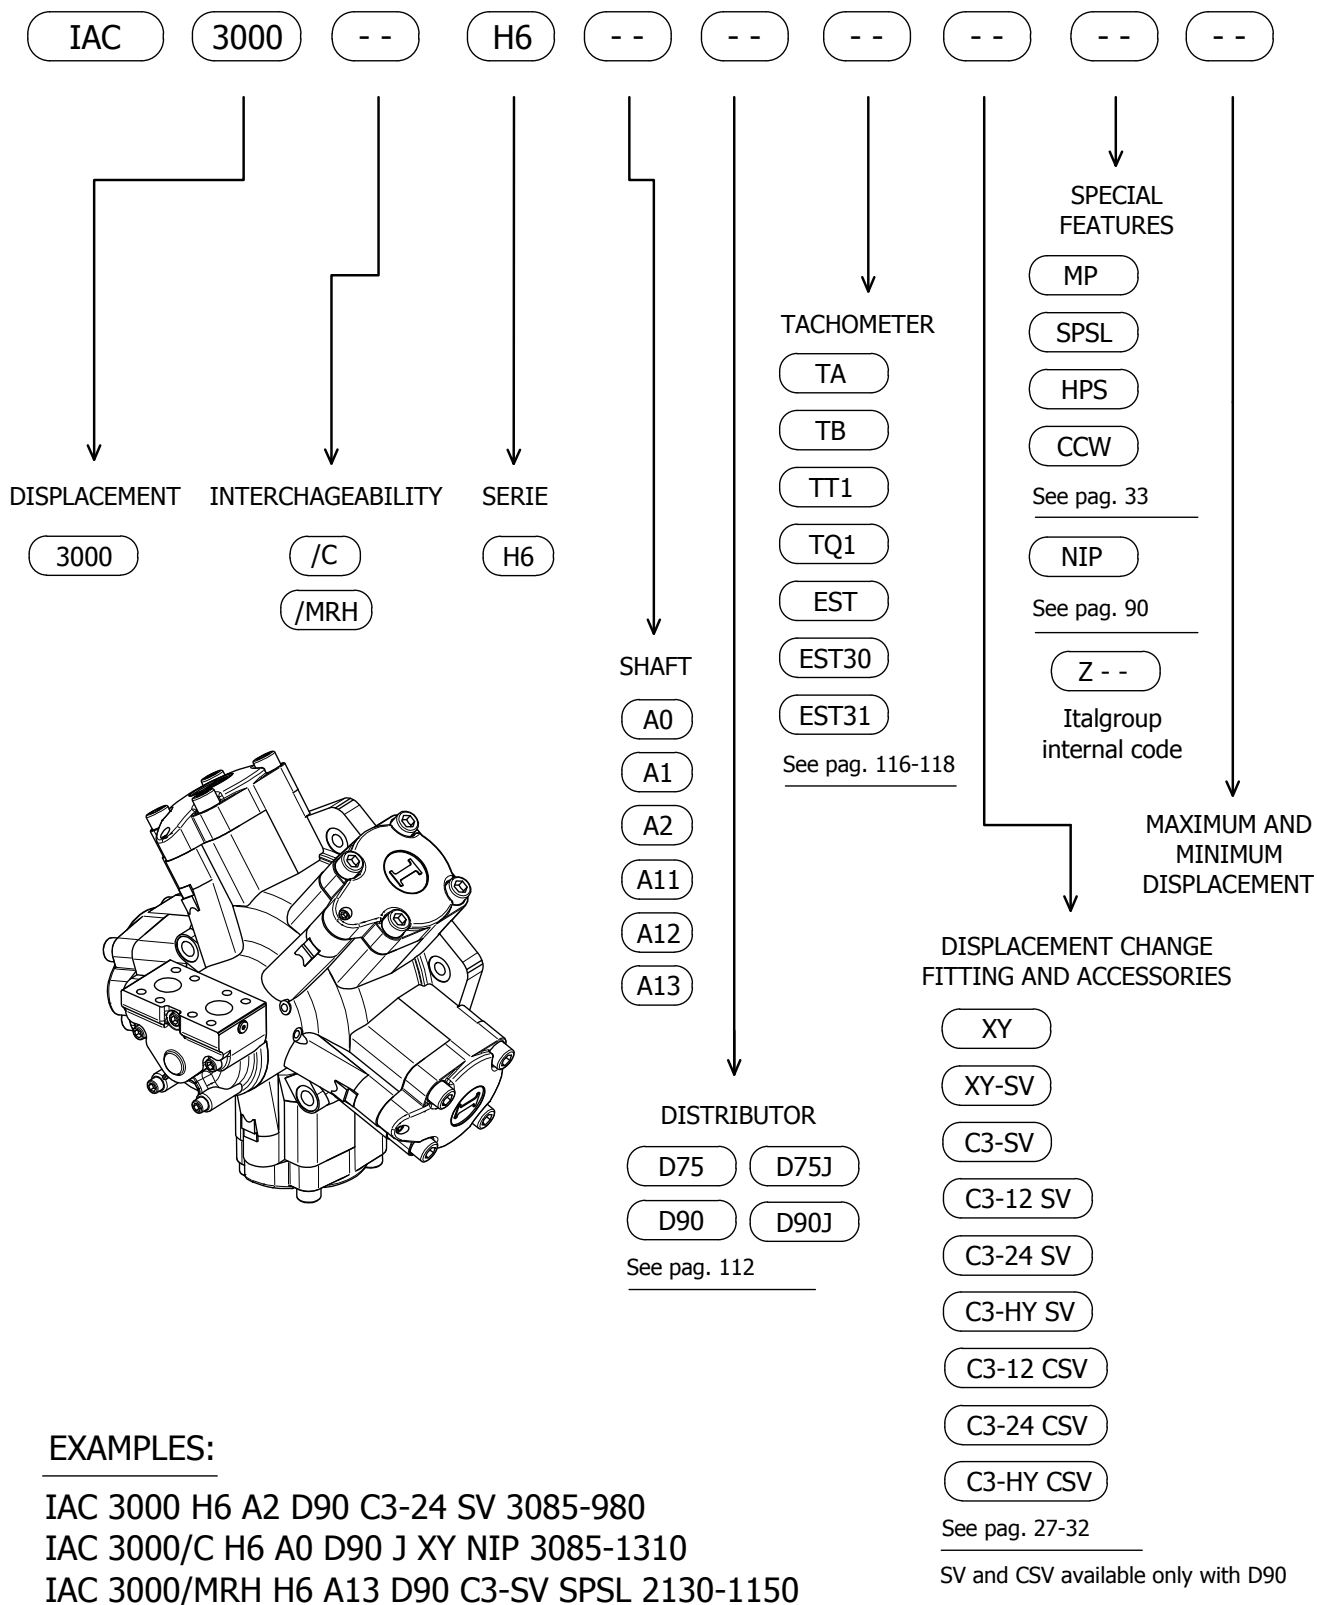 IAC 3000 - - H6 - - - - - - - - - - - -
DISPLACEMENT
3000
INTERCHAGEABILITY
/C
/MRH
SERIE
H6
SHAFT
A0
A1
A2
A11
A12
A13
DISTRIBUTOR
D75 D75J
D90 D90J
See pag. 112
TACHOMETER
TA
TB
TT1
TQ1
EST
EST30
EST31
See pag. 116-118
DISPLACEMENT CHANGE
FITTING AND ACCESSORIES
XY
XY-SV
C3-SV
C3-12 SV
C3-24 SV
C3-HY SV
C3-12 CSV
C3-24 CSV
C3-HY CSV
See pag. 27-32
SV and CSV available only with D90
SPECIAL
FEATURES
MP
SPSL
HPS
CCW
See pag. 33
NIP
See pag. 90
Z - -
Italgroup
internal code
MAXIMUM AND
MINIMUM
DISPLACEMENT
EXAMPLES:
IAC 3000 H6 A2 D90 C3-24 SV 3085-980
IAC 3000/C H6 A0 D90 J XY NIP 3085-1310
IAC 3000/MRH H6 A13 D90 C3-SV SPSL 2130-1150